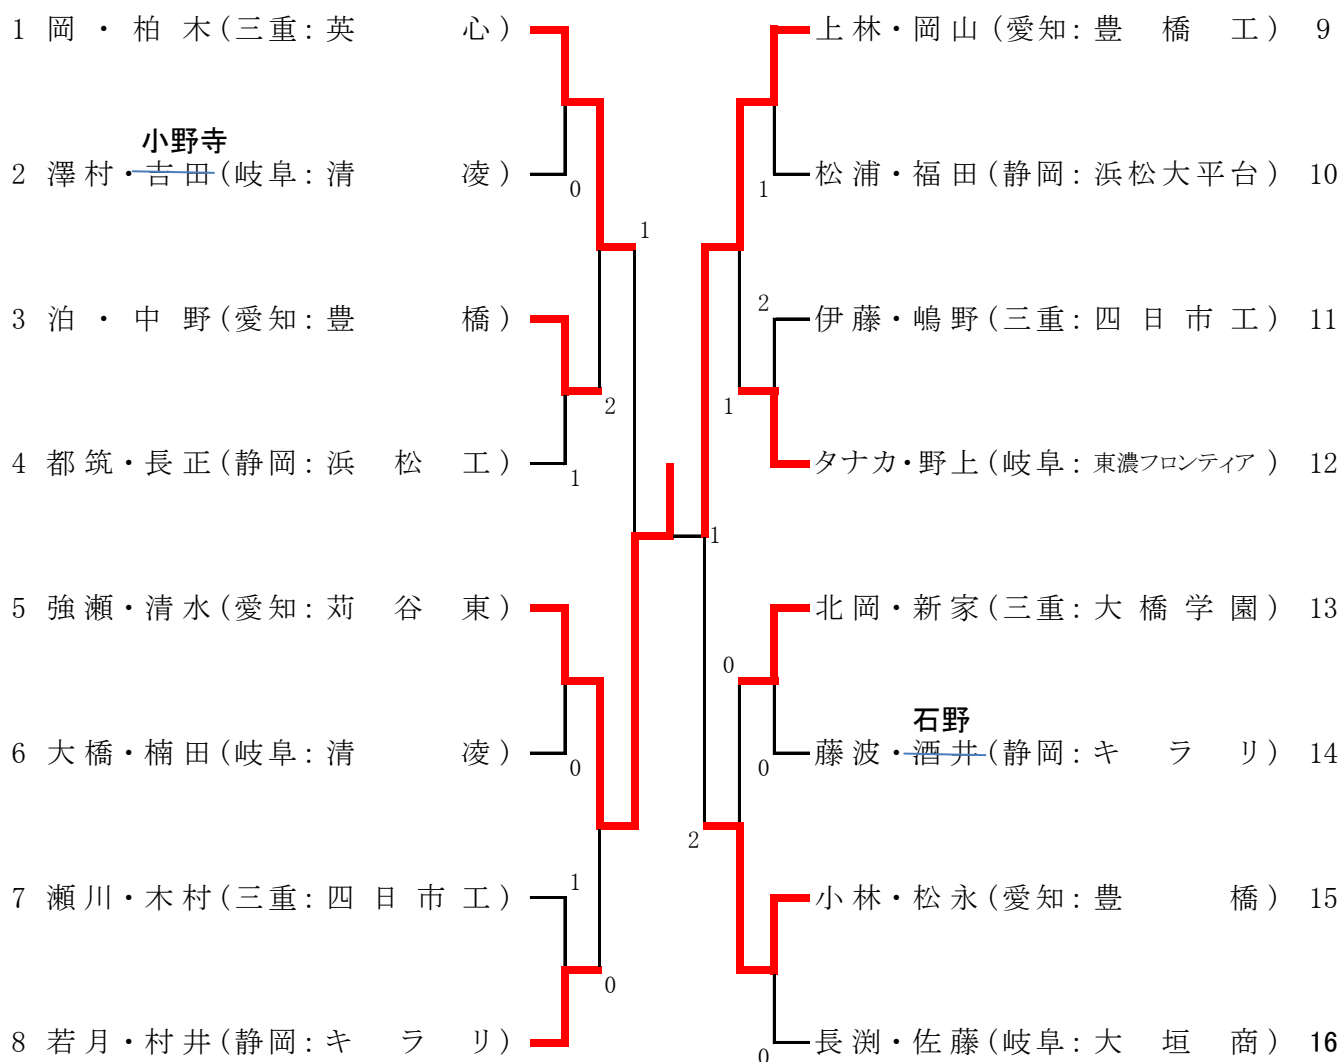 1 岡・柏木(三重:英心)
小野寺
2 澤村・吉田(岐阜:清凌)
0
1
3 泊・中野(愛知:豊橋)
2
4 都筑・長正(静岡:浜松工)
1
5 強瀬・清水(愛知:苅谷東)
6 大橋・楠田(岐阜:清凌)
0
7 瀬川・木村(三重:四日市工)
1
0
8 若月・村井(静岡:キラリ)
上林・岡山(愛知:豊橋工) 9
松浦・福田(静岡:浜松大平台) 10
1
2
伊藤・嶋野(三重:四日市工) 11
1
タナカ・野上(岐阜:東濃フロンティア) 12
1
北岡・新家(三重:大橋学園) 13
0
石野
藤波・酒井(静岡:キラリ) 14
0
2
小林・松永(愛知:豊橋) 15
長渕・佐藤(岐阜:大垣商) 16
0